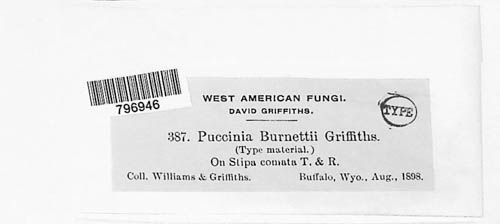 796946
WEST AMERICAN FUNGI.
DAVID GRIFFITHS.
TYPE
387. Puccinia Burnettii Griffiths.
(Type material.)
On Stipa comata T. & R.
Coll. Williams & Griffiths. Buffalo, Wyo., Aug., 1898.